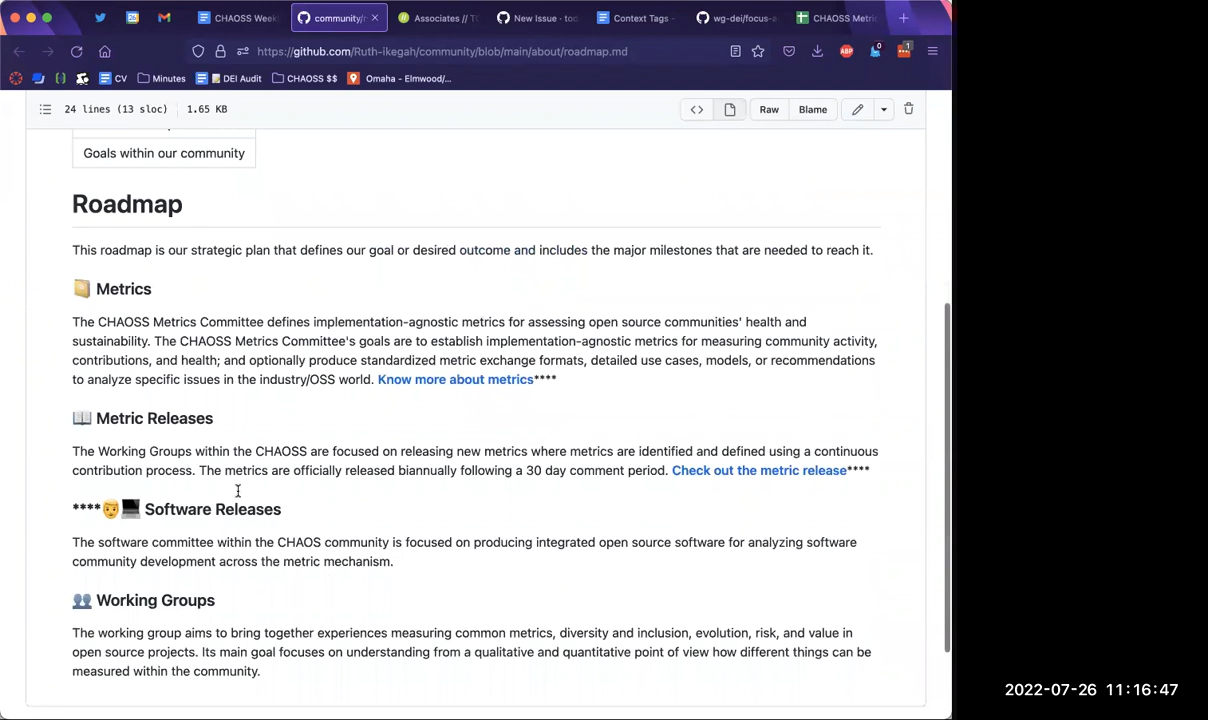 CHAOSS Week
community/r
Associates // T
New Issue · too
Context Tags -
wg-dei/focus-a
CHAOSS Metri
https://github.com/Ruth-ikegah/community/blob/main/about/roadmap.md
ABP
0
1
CV
Minutes
DEI Audit
CHAOSS $$
Omaha - Elmwood/...
24 lines (13 sloc)
1.65 KB
Raw
Blame
Goals within our community
Roadmap
This roadmap is our strategic plan that defines our goal or desired outcome and includes the major milestones that are needed to reach it.
Metrics
The CHAOSS Metrics Committee defines implementation-agnostic metrics for assessing open source communities' health and
sustainability. The CHAOSS Metrics Committee's goals are to establish implementation-agnostic metrics for measuring community activity,
contributions, and health; and optionally produce standardized metric exchange formats, detailed use cases, models, or recommendations
to analyze specific issues in the industry/OSS world. Know more about metrics****
Metric Releases
The Working Groups within the CHAOSS are focused on releasing new metrics where metrics are identified and defined using a continuous
contribution process. The metrics are officially released biannually following a 30 day comment period. Check out the metric release****
****👨💻 Software Releases
The software committee within the CHAOS community is focused on producing integrated open source software for analyzing software
community development across the metric mechanism.
Working Groups
The working group aims to bring together experiences measuring common metrics, diversity and inclusion, evolution, risk, and value in
open source projects. Its main goal focuses on understanding from a qualitative and quantitative point of view how different things can be
measured within the community.
2022-07-26 11:16:47